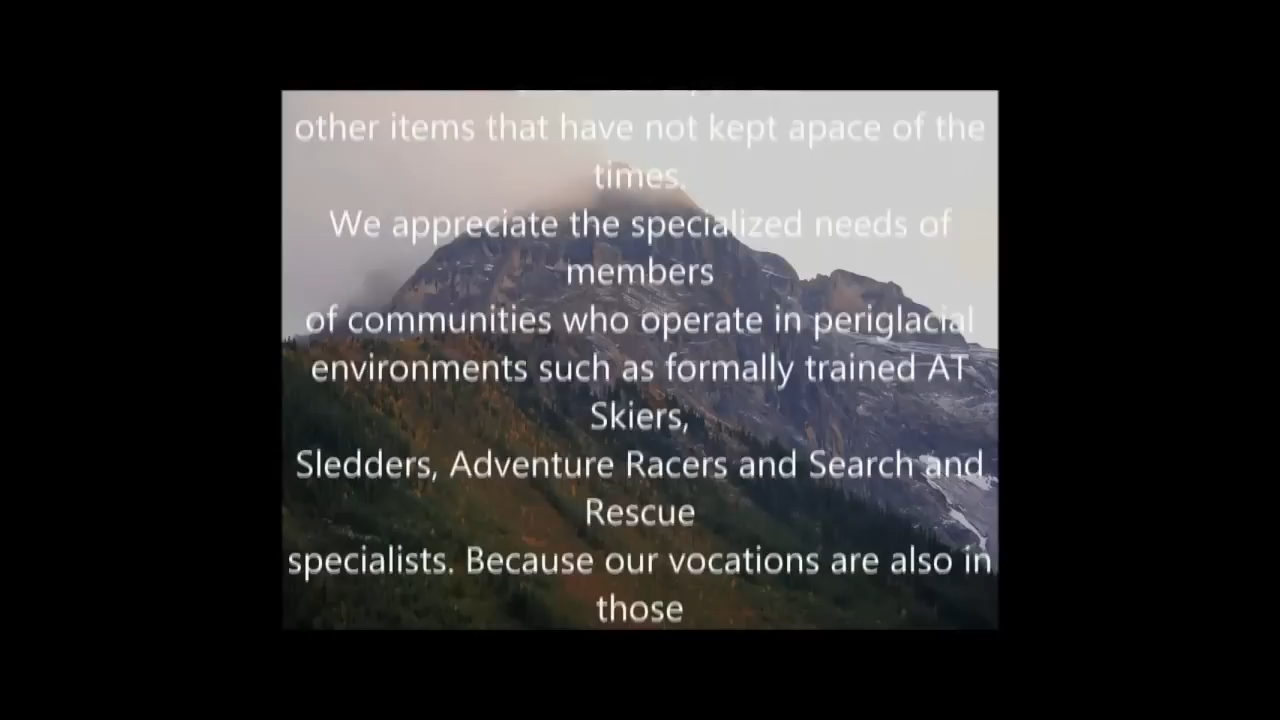 other items that have not kept apace of the
times.
We appreciate the specialized needs of
members
of communities who operate in periglacial
environments such as formally trained AT
Skiers,
Sledders, Adventure Racers and Search and
Rescue
specialists. Because our vocations are also in
those